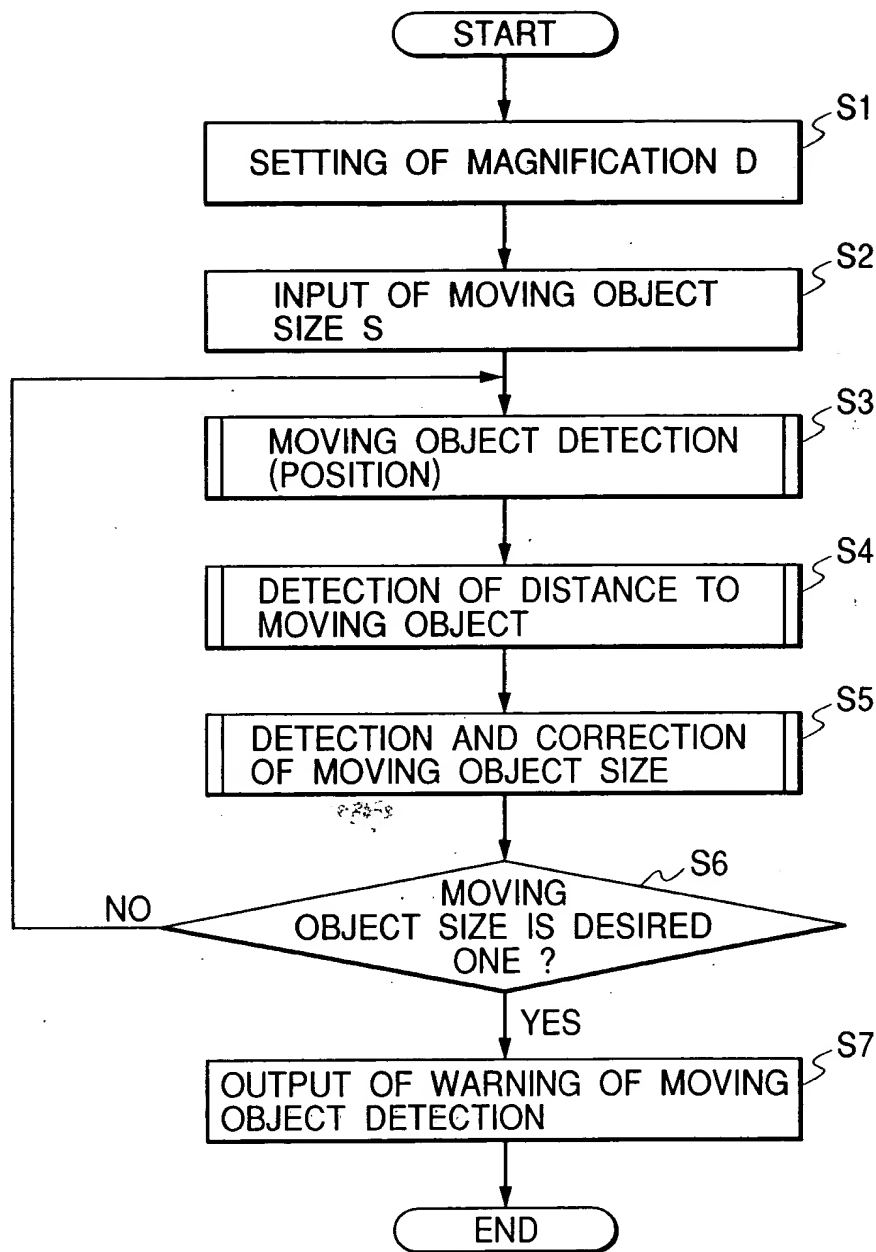 START
S1
SETTING OF MAGNIFICATION D
S2
INPUT OF MOVING OBJECT
SIZE S
S3
MOVING OBJECT DETECTION
(POSITION)
S4
DETECTION OF DISTANCE TO
MOVING OBJECT
S5
DETECTION AND CORRECTION
OF MOVING OBJECT SIZE
S6
MOVING
OBJECT SIZE IS DESIRED
ONE ?
NO
YES
S7
OUTPUT OF WARNING OF MOVING
OBJECT DETECTION
END